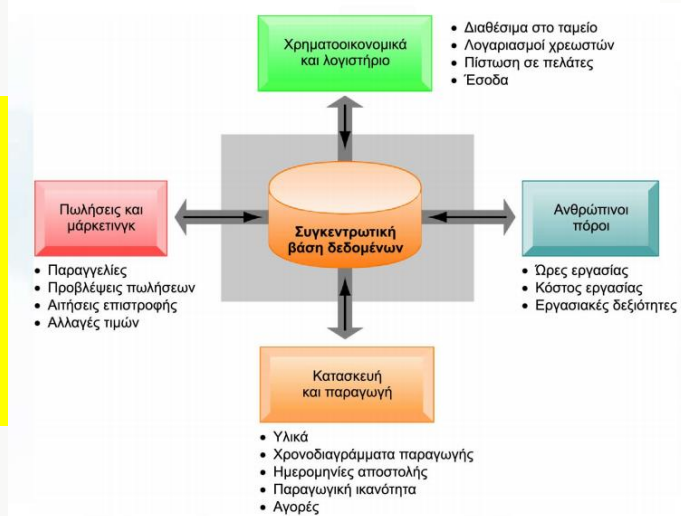 Χρηματοοικονομικά
και λογιστήριο
• Διαθέσιμα στο ταμείο
• Λογαριασμοί χρεωστών
• Πίστωση σε πελάτες
• Έσοδα
Πωλήσεις και
μάρκετινγκ
• Παραγγελίες
• Προβλέψεις πωλήσεων
• Αιτήσεις επιστροφής
• Αλλαγές τιμών
Συγκεντρωτική
βάση δεδομένων
Ανθρώπινοι
πόροι
• Ώρες εργασίας
• Κόστος εργασίας
• Εργασιακές δεξιότητες
Κατασκευή
και παραγωγή
• Υλικά
• Χρονοδιαγράμματα παραγωγής
• Ημερομηνίες αποστολής
• Παραγωγική ικανότητα
• Αγορές